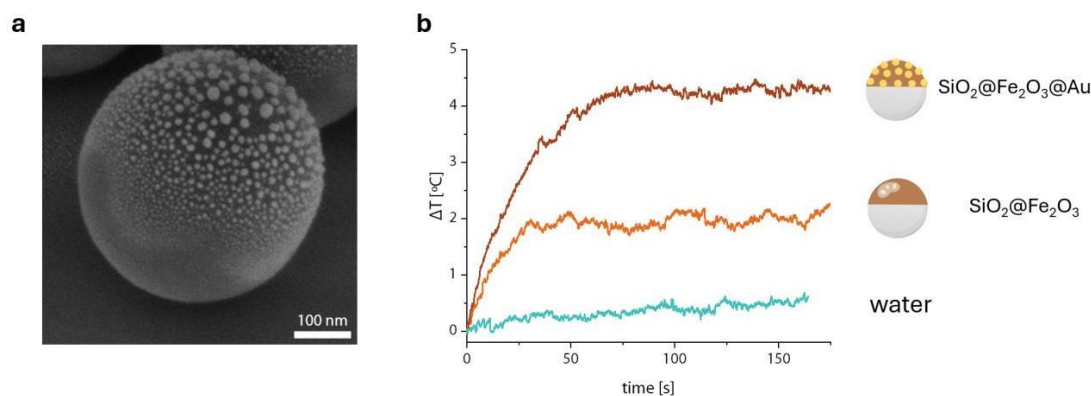 a
100 nm
b
ΔT [ºC]
5
4
3
2
1
0
0 50 100 150
time [s]
SiO₂@Fe₂O₃@Au
SiO₂@Fe₂O₃
water